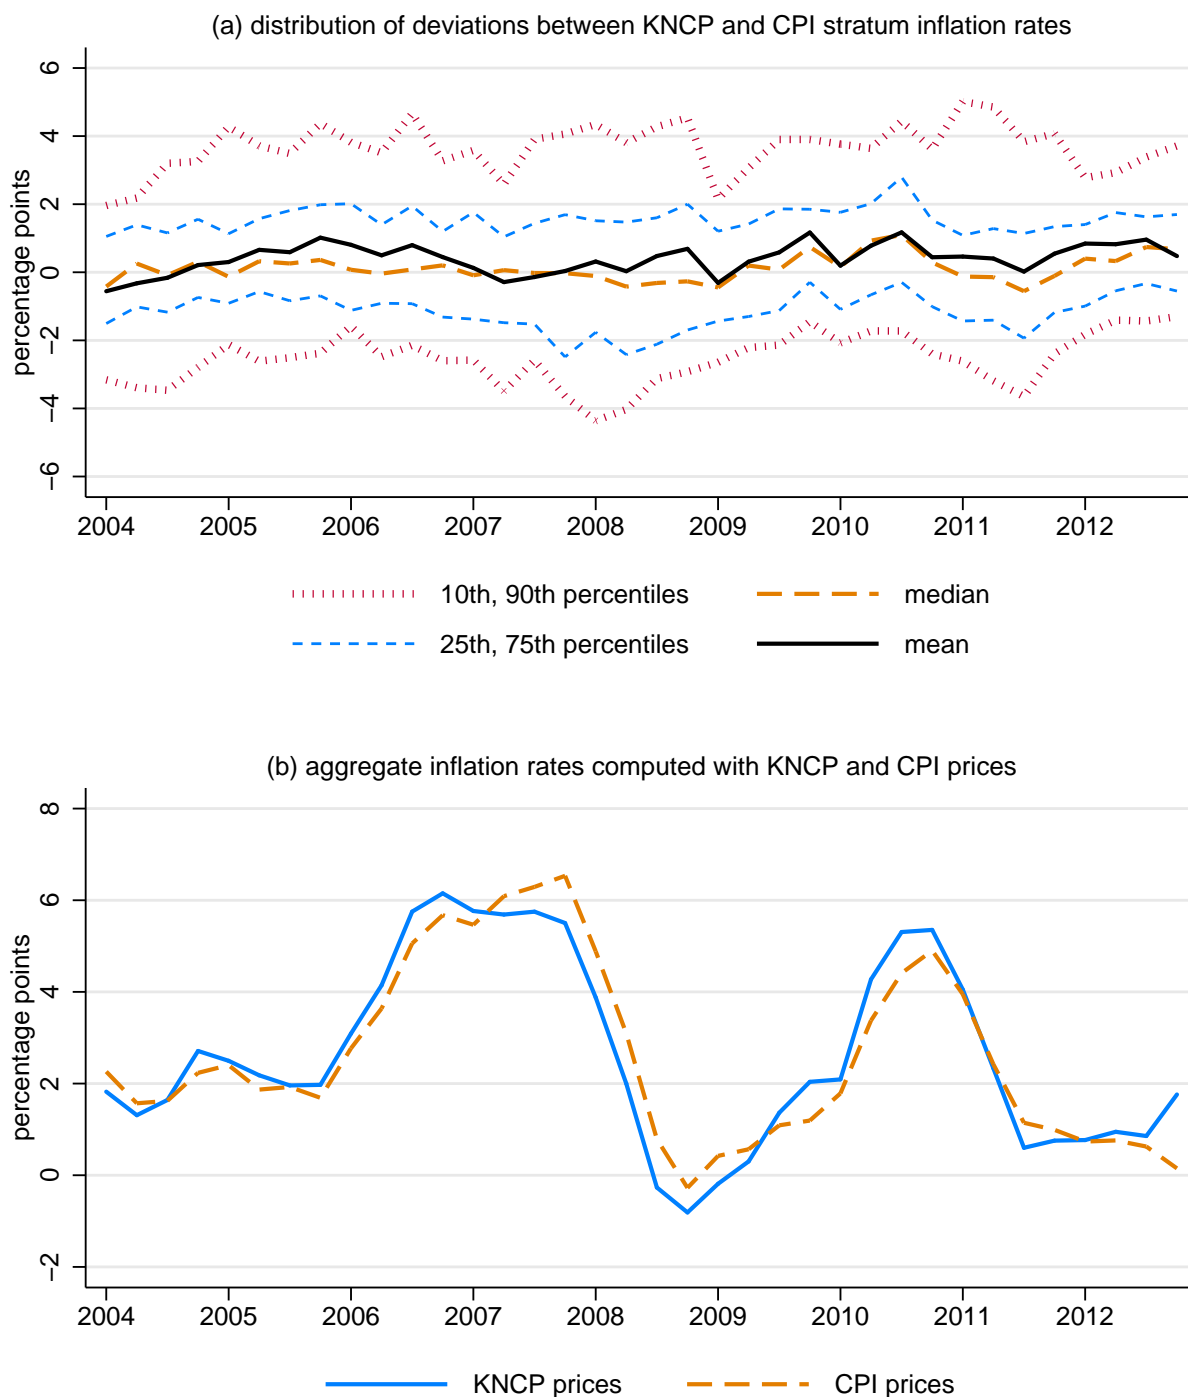 (a) distribution of deviations between KNCP and CPI stratum inflation rates
percentage points
6
4
2
0
−2
−4
−6
2004 2005 2006 2007 2008 2009 2010 2011 2012
10th, 90th percentiles median
25th, 75th percentiles mean
(b) aggregate inflation rates computed with KNCP and CPI prices
percentage points
8
6
4
2
0
−2
2004 2005 2006 2007 2008 2009 2010 2011 2012
KNCP prices CPI prices